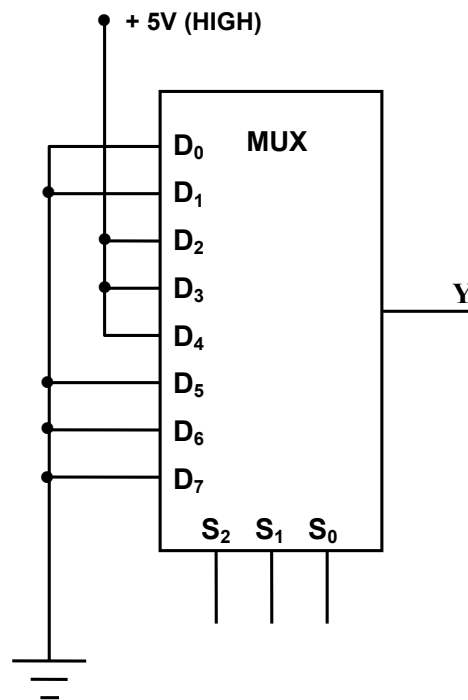 + 5V (HIGH)
MUX
D₀
D₁
D₂
D₃
D₄
D₅
D₆
D₇
Y
S₂ S₁ S₀